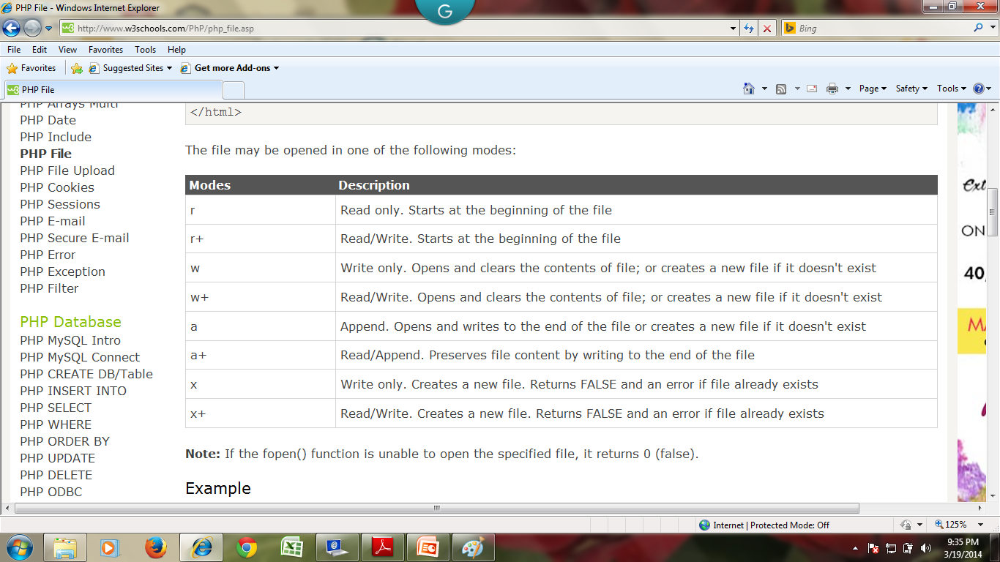 PHP File - Windows Internet Explorer
G
http://www.w3schools.com/PhP/php_file.asp
Bing
File Edit View Favorites Tools Help
Favorites Suggested Sites Get more Add-ons
PHP File
Page Safety Tools
PHP Arrays Multi
PHP Date
PHP Include
PHP File
PHP File Upload
PHP Cookies
PHP Sessions
PHP E-mail
PHP Secure E-mail
PHP Error
PHP Exception
PHP Filter
PHP Database
PHP MySQL Intro
PHP MySQL Connect
PHP CREATE DB/Table
PHP INSERT INTO
PHP SELECT
PHP WHERE
PHP ORDER BY
PHP UPDATE
PHP DELETE
PHP ODBC
</html>
The file may be opened in one of the following modes:
Modes Description
r Read only. Starts at the beginning of the file
r+ Read/Write. Starts at the beginning of the file
w Write only. Opens and clears the contents of file; or creates a new file if it doesn't exist
w+ Read/Write. Opens and clears the contents of file; or creates a new file if it doesn't exist
a Append. Opens and writes to the end of the file or creates a new file if it doesn't exist
a+ Read/Append. Preserves file content by writing to the end of the file
x Write only. Creates a new file. Returns FALSE and an error if file already exists
x+ Read/Write. Creates a new file. Returns FALSE and an error if file already exists
Note: If the fopen() function is unable to open the specified file, it returns 0 (false).
Example
Ext
ON
40,
MA
Internet | Protected Mode: Off
125%
9:35 PM
3/19/2014